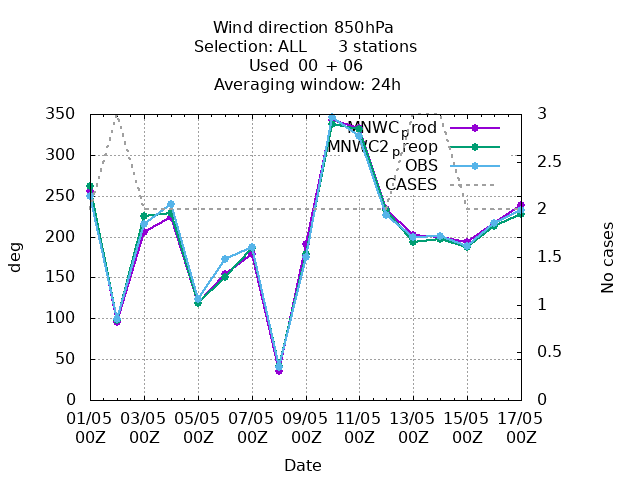 Wind direction 850hPa
Selection: ALL 3 stations
Used 00 + 06
Averaging window: 24h
350
300
250
200
150
100
50
0
deg
3
2.5
2
1.5
1
0.5
0
No cases
MNWCprod
MNWC2preop
OBS
CASES
01/05 03/05 05/05 07/05 09/05 11/05 13/05 15/05 17/05
00Z 00Z 00Z 00Z 00Z 00Z 00Z 00Z 00Z
Date